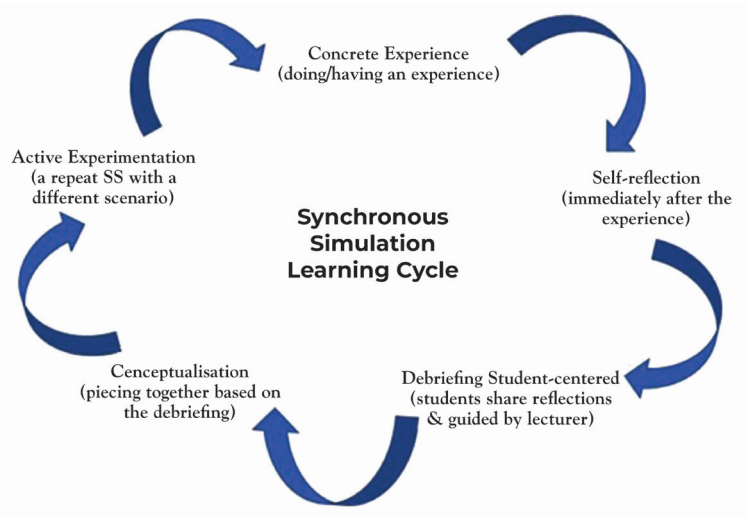 Concrete Experience
(doing/having an experience)
Self-reflection
(immediately after the
experience)
Debriefing Student-centered
(students share reflections
& guided by lecturer)
Cenceptualisation
(piecing together based on
the debriefing)
Active Experimentation
(a repeat SS with a
different scenario)
Synchronous
Simulation
Learning Cycle